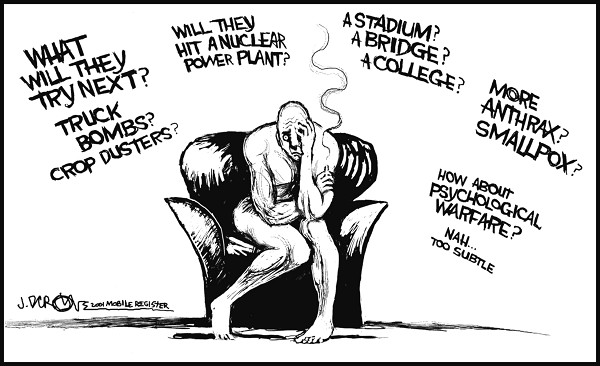 WHAT
WILL THEY
TRY NEXT?
TRUCK
BOMBS?
CROP DUSTERS?
WILL THEY
HIT A NUCLEAR
POWER PLANT?
A STADIUM?
A BRIDGE?
A COLLEGE?
MORE
ANTHRAX?
SMALLPOX?
HOW ABOUT
PSYCHOLOGICAL
WARFARE?
NAH...
TOO SUBTLE
2001 MOBILE REGISTER